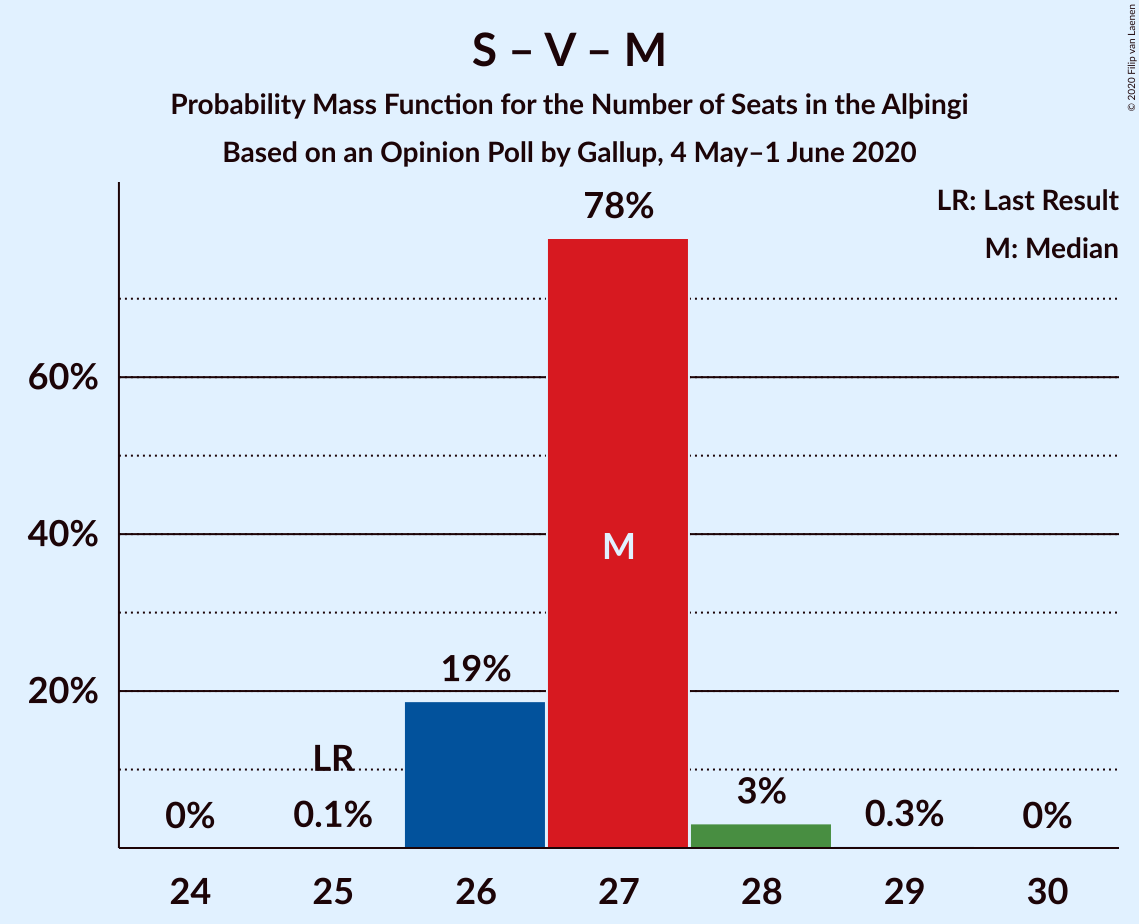 S – V – M
Probability Mass Function for the Number of Seats in the Alþingi
Based on an Opinion Poll by Gallup, 4 May–1 June 2020
© 2020 Filip van Laenen
LR: Last Result
M: Median
78%
60%
40%
M
20%
19%
LR
0%
0.1%
3%
0.3%
0%
24
25
26
27
28
29
30